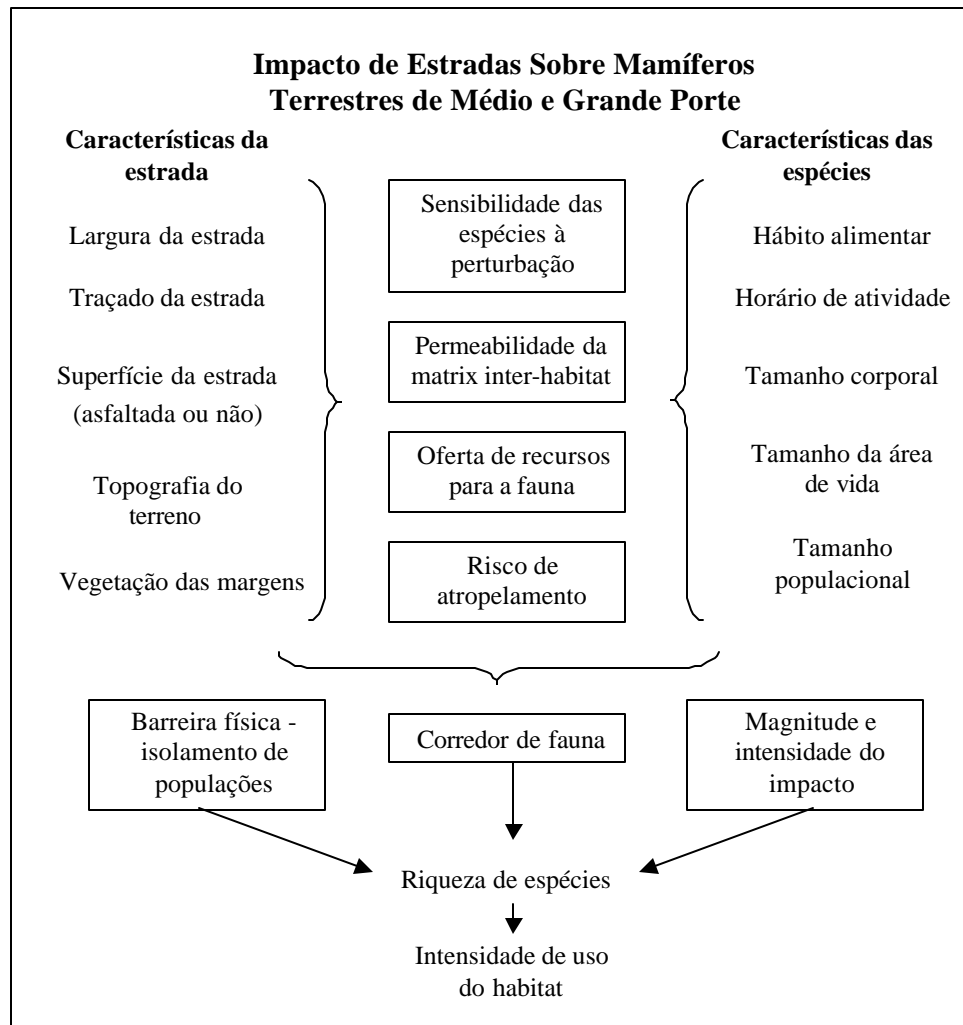 Impacto de Estradas Sobre Mamíferos
Terrestres de Médio e Grande Porte
Características da
estrada
Largura da estrada
Traçado da estrada
Superfície da estrada
(asfaltada ou não)
Topografia do
terreno
Vegetação das margens
Sensibilidade das
espécies à
perturbação
Permeabilidade da
matrix inter-habitat
Oferta de recursos
para a fauna
Risco de
atropelamento
Características das
espécies
Hábito alimentar
Horário de atividade
Tamanho corporal
Tamanho da área
de vida
Tamanho
populacional
Barreira física -
isolamento de
populações
Corredor de fauna
Magnitude e
intensidade do
impacto
Riqueza de espécies
Intensidade de uso
do habitat